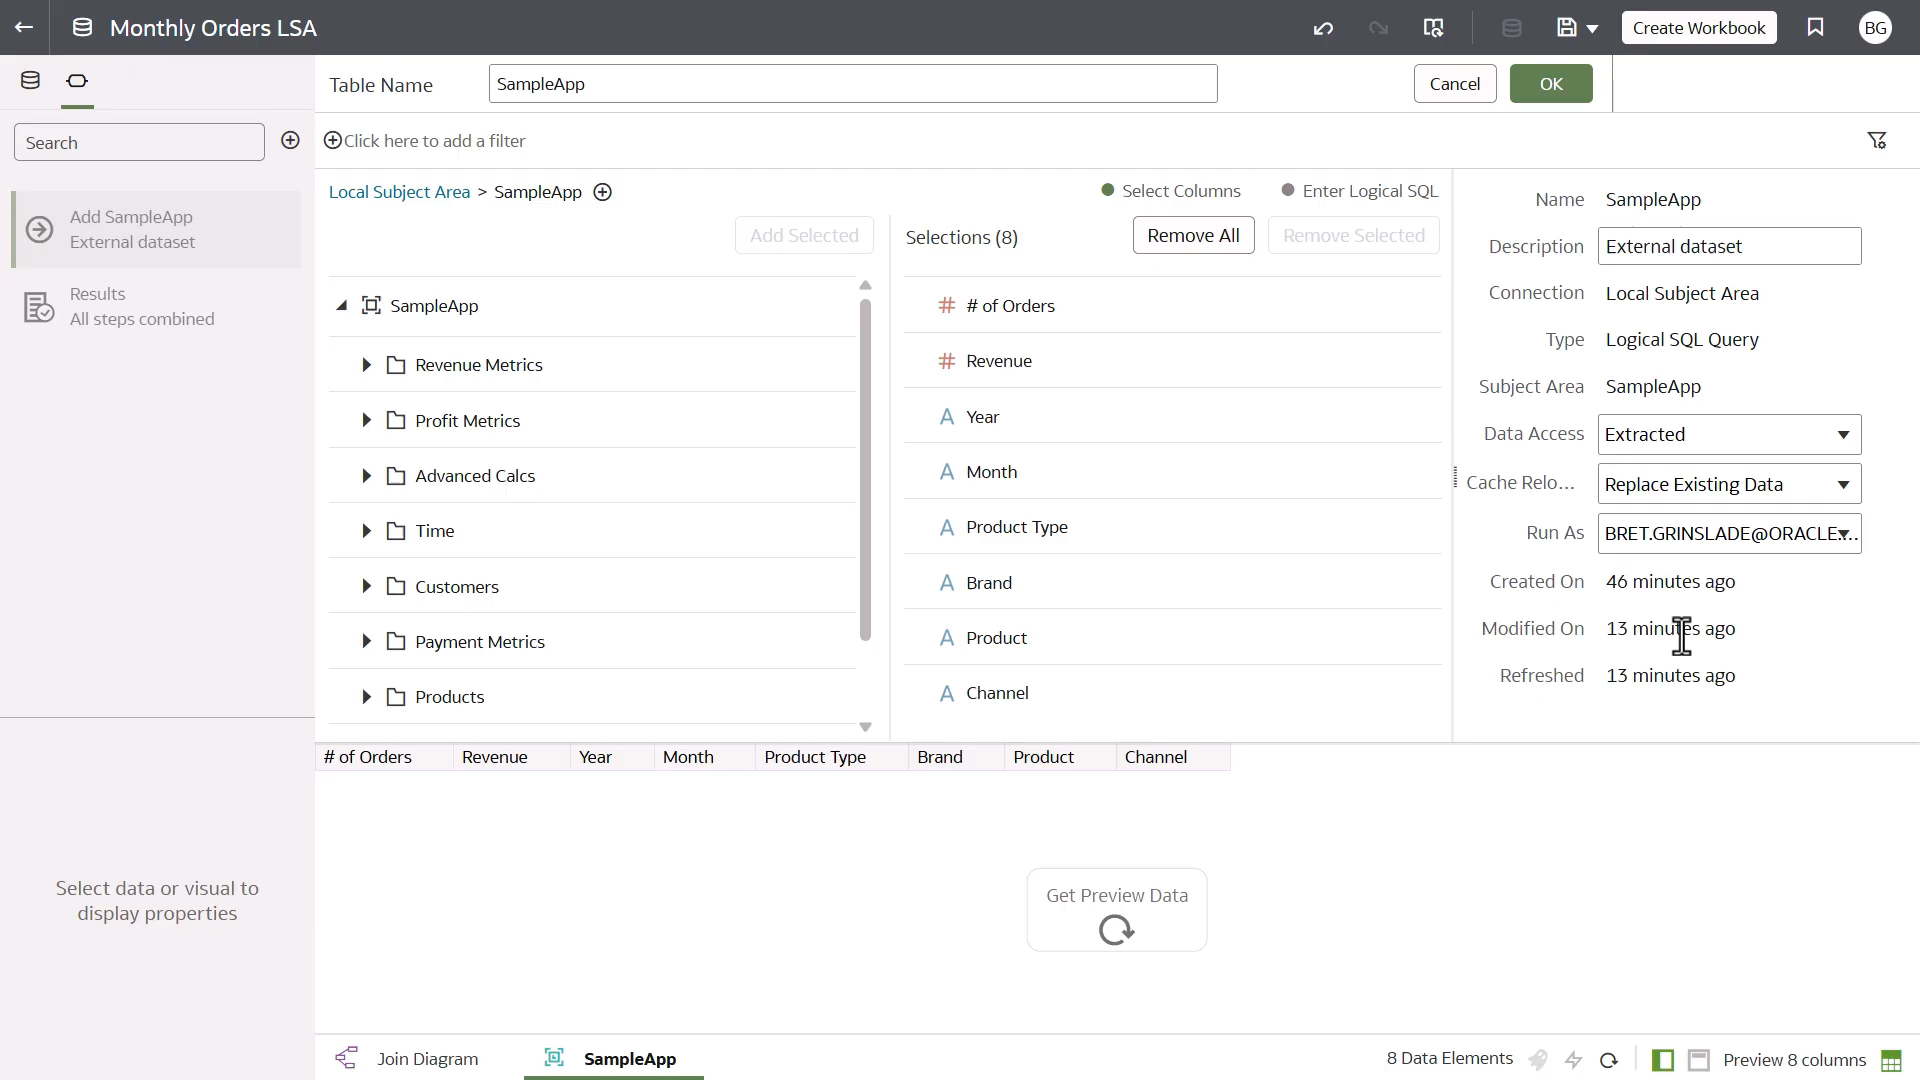 Monthly Orders LSA
Create Workbook
BG
Table Name
SampleApp
Cancel
OK
Search
Click here to add a filter
Add SampleApp
External dataset
Results
All steps combined
Select data or visual to
display properties
Local Subject Area > SampleApp
Select Columns
Enter Logical SQL
Add Selected
Selections (8)
Remove All
Remove Selected
SampleApp
Revenue Metrics
Profit Metrics
Advanced Calcs
Time
Customers
Payment Metrics
Products
# # of Orders
# Revenue
A Year
A Month
A Product Type
A Brand
A Product
A Channel
Name SampleApp
Description External dataset
Connection Local Subject Area
Type Logical SQL Query
Subject Area SampleApp
Data Access Extracted
Cache Relo... Replace Existing Data
Run As BRET.GRINSLADE@ORACLE....
Created On 46 minutes ago
Modified On 13 minutes ago
Refreshed 13 minutes ago
# of Orders Revenue Year Month Product Type Brand Product Channel
Get Preview Data
Join Diagram
SampleApp
8 Data Elements
Preview 8 columns